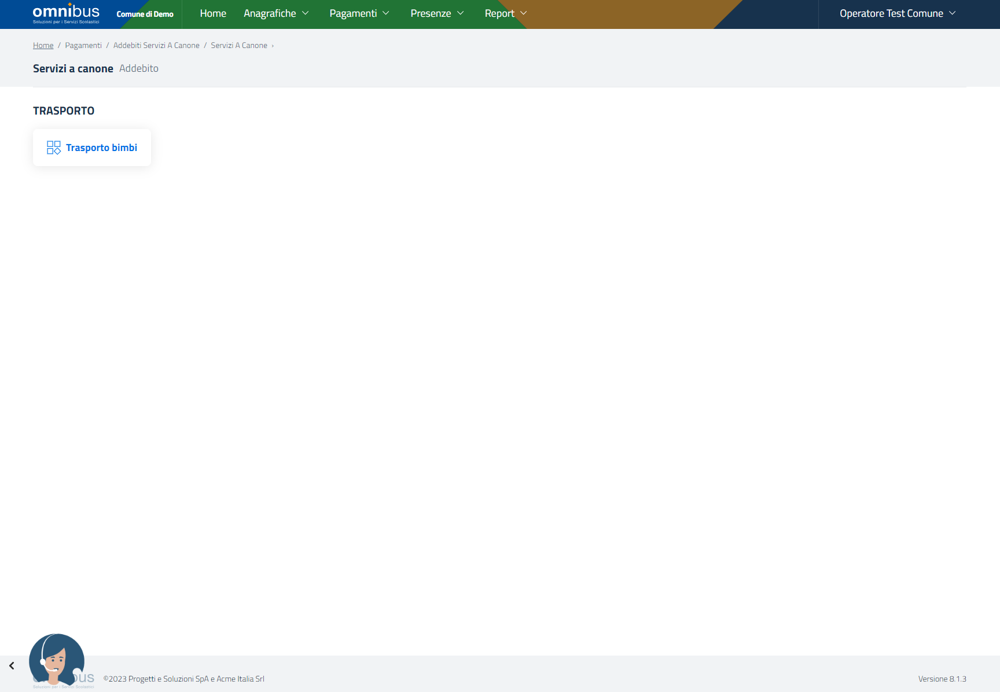 omnibus
Soluzioni per i Servizi Scolastici
Comune di Demo
Home
Anagrafiche
Pagamenti
Presenze
Report
Operatore Test Comune
Home / Pagamenti / Addebiti Servizi A Canone / Servizi A Canone ›
Servizi a canone Addebito
TRASPORTO
Trasporto bimbi
©2023 Progetti e Soluzioni SpA e Acme Italia Srl
Soluzioni per i Servizi Scolastici
Versione 8.1.3